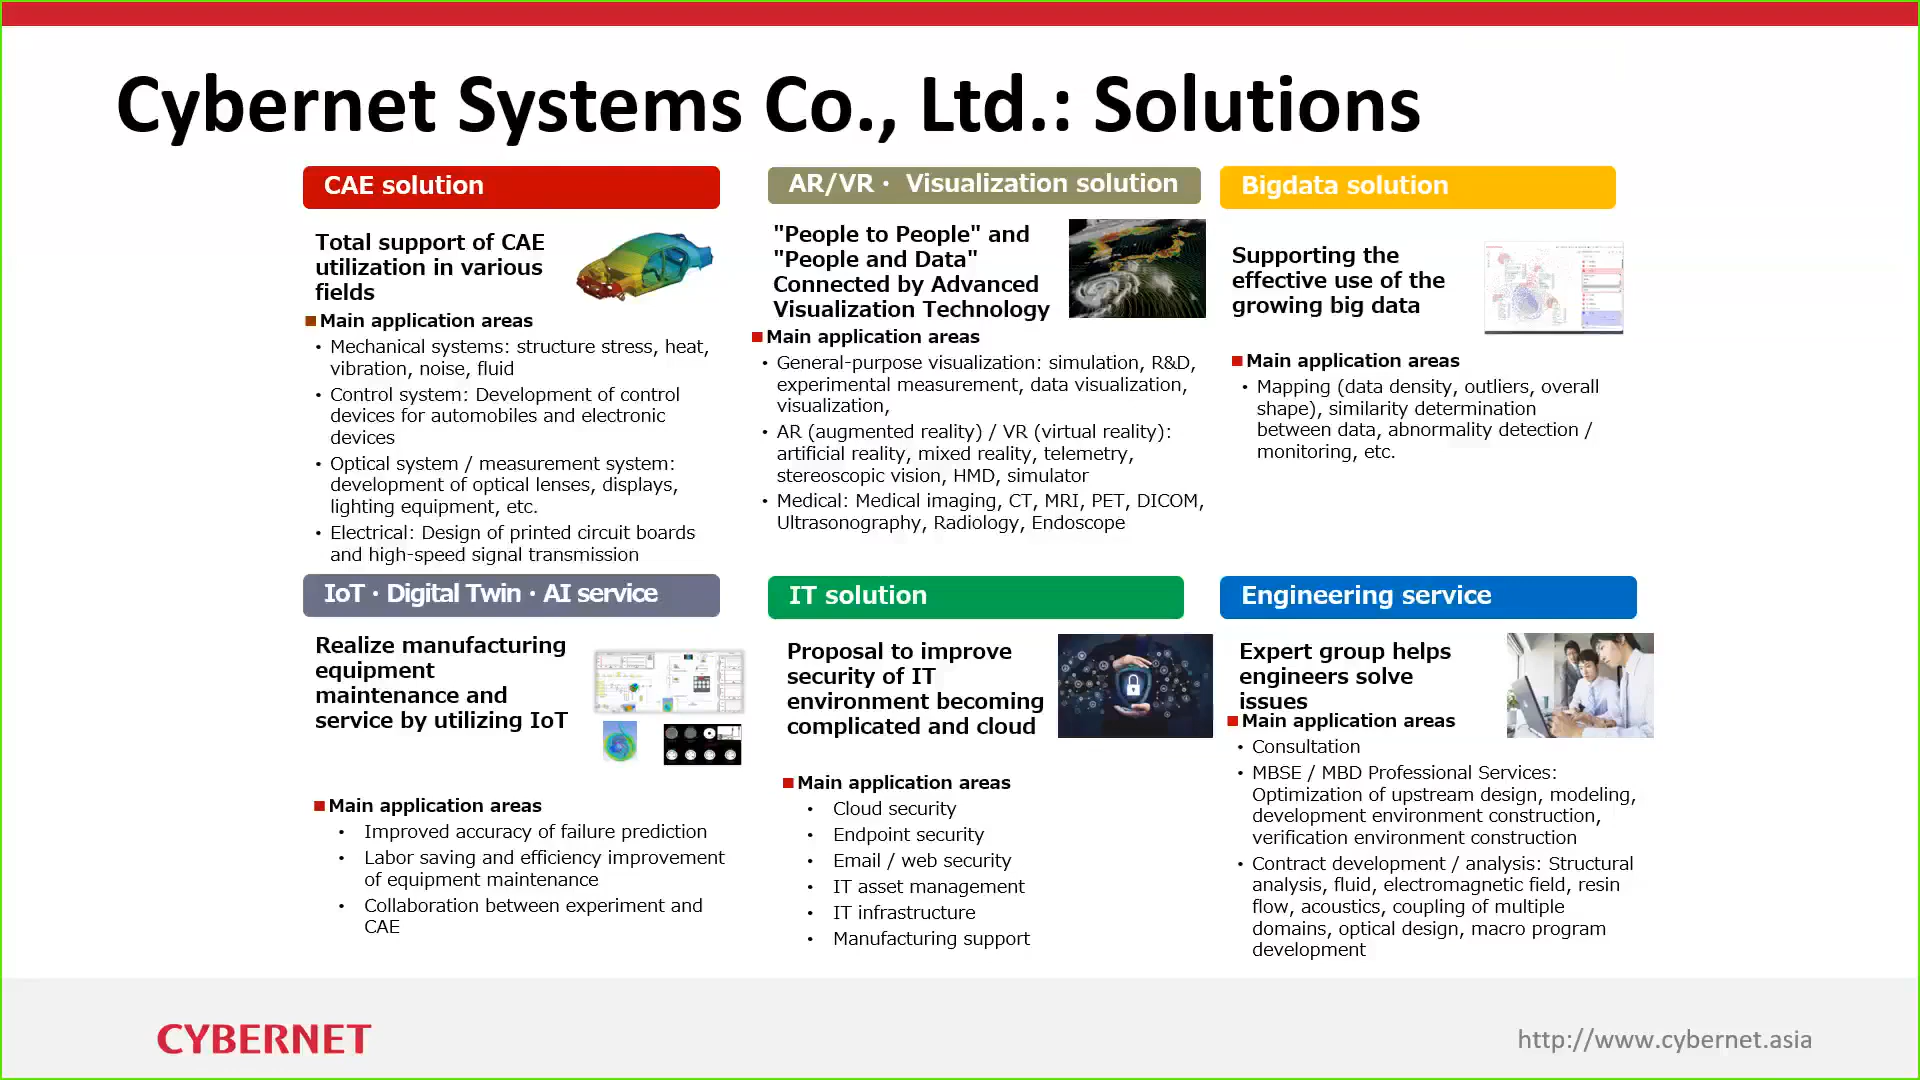 Cybernet Systems Co., Ltd.: Solutions
CAE solution
Total support of CAE
utilization in various
fields
Main application areas
• Mechanical systems: structure stress, heat,
vibration, noise, fluid
• Control system: Development of control
devices for automobiles and electronic
devices
• Optical system / measurement system:
development of optical lenses, displays,
lighting equipment, etc.
• Electrical: Design of printed circuit boards
and high-speed signal transmission
AR/VR・ Visualization solution
"People to People" and
"People and Data"
Connected by Advanced
Visualization Technology
Main application areas
• General-purpose visualization: simulation, R&D,
experimental measurement, data visualization,
visualization,
• AR (augmented reality) / VR (virtual reality):
artificial reality, mixed reality, telemetry,
stereoscopic vision, HMD, simulator
• Medical: Medical imaging, CT, MRI, PET, DICOM,
Ultrasonography, Radiology, Endoscope
Bigdata solution
Supporting the
effective use of the
growing big data
Main application areas
• Mapping (data density, outliers, overall
shape), similarity determination
between data, abnormality detection /
monitoring, etc.
IoT・Digital Twin・AI service
Realize manufacturing
equipment
maintenance and
service by utilizing IoT
Main application areas
• Improved accuracy of failure prediction
• Labor saving and efficiency improvement
of equipment maintenance
• Collaboration between experiment and
CAE
IT solution
Proposal to improve
security of IT
environment becoming
complicated and cloud
Main application areas
• Cloud security
• Endpoint security
• Email / web security
• IT asset management
• IT infrastructure
• Manufacturing support
Engineering service
Expert group helps
engineers solve
issues
Main application areas
• Consultation
• MBSE / MBD Professional Services:
Optimization of upstream design, modeling,
development environment construction,
verification environment construction
• Contract development / analysis: Structural
analysis, fluid, electromagnetic field, resin
flow, acoustics, coupling of multiple
domains, optical design, macro program
development
CYBERNET
http://www.cybernet.asia